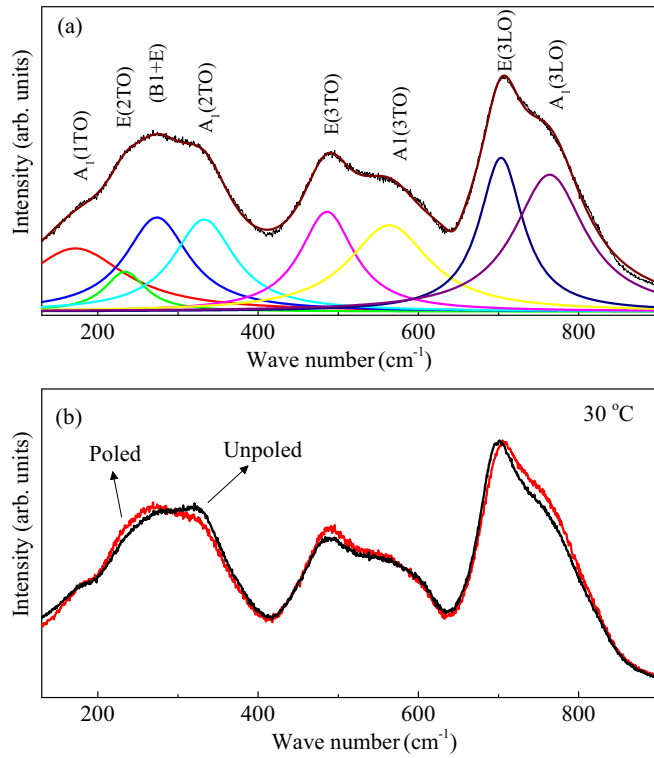 (a)
A₁(1TO)
E(2TO)
(B1+E)
A₁(2TO)
E(3TO)
A1(3TO)
E(3LO)
A₁(3LO)
Intensity (arb. units)
200 400 600 800
Wave number (cm⁻¹)
(b)
30 °C
Poled
Unpoled
Intensity (arb. units)
200 400 600 800
Wave number (cm⁻¹)